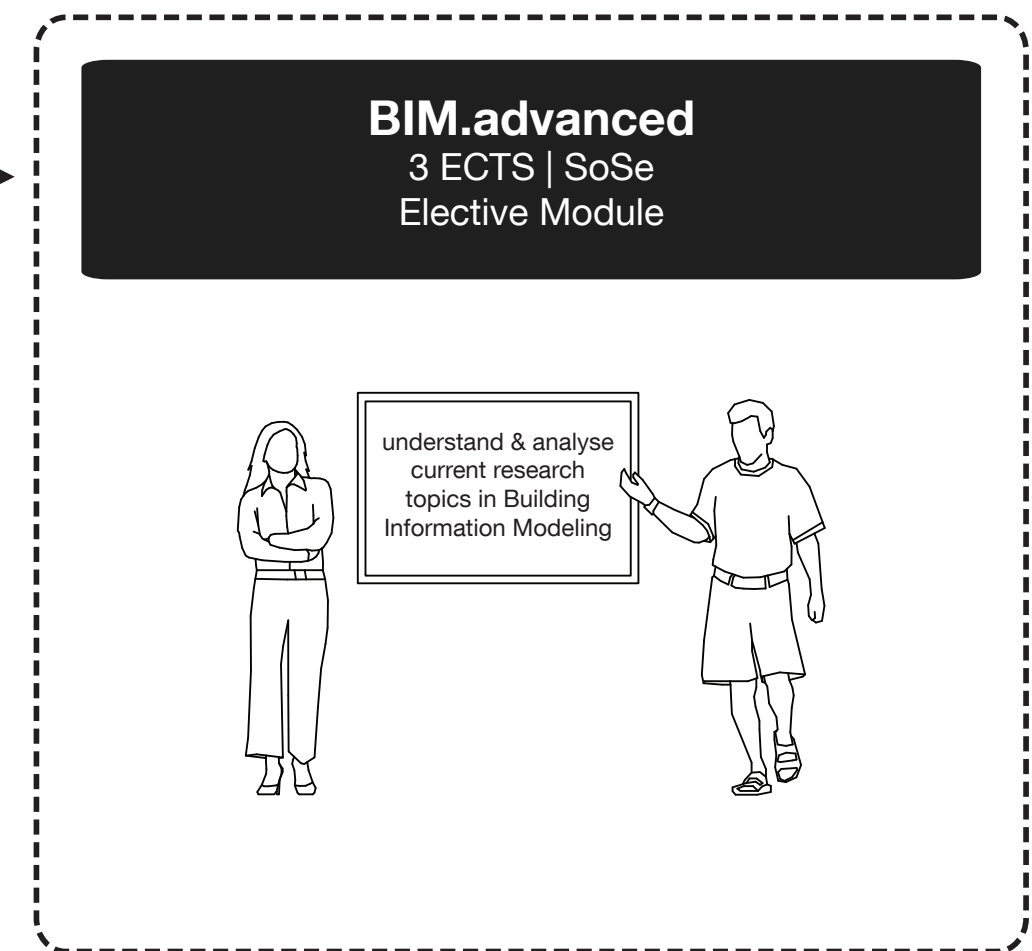 BIM.advanced
3 ECTS | SoSe
Elective Module
understand & analyse
current research
topics in Building
Information Modeling